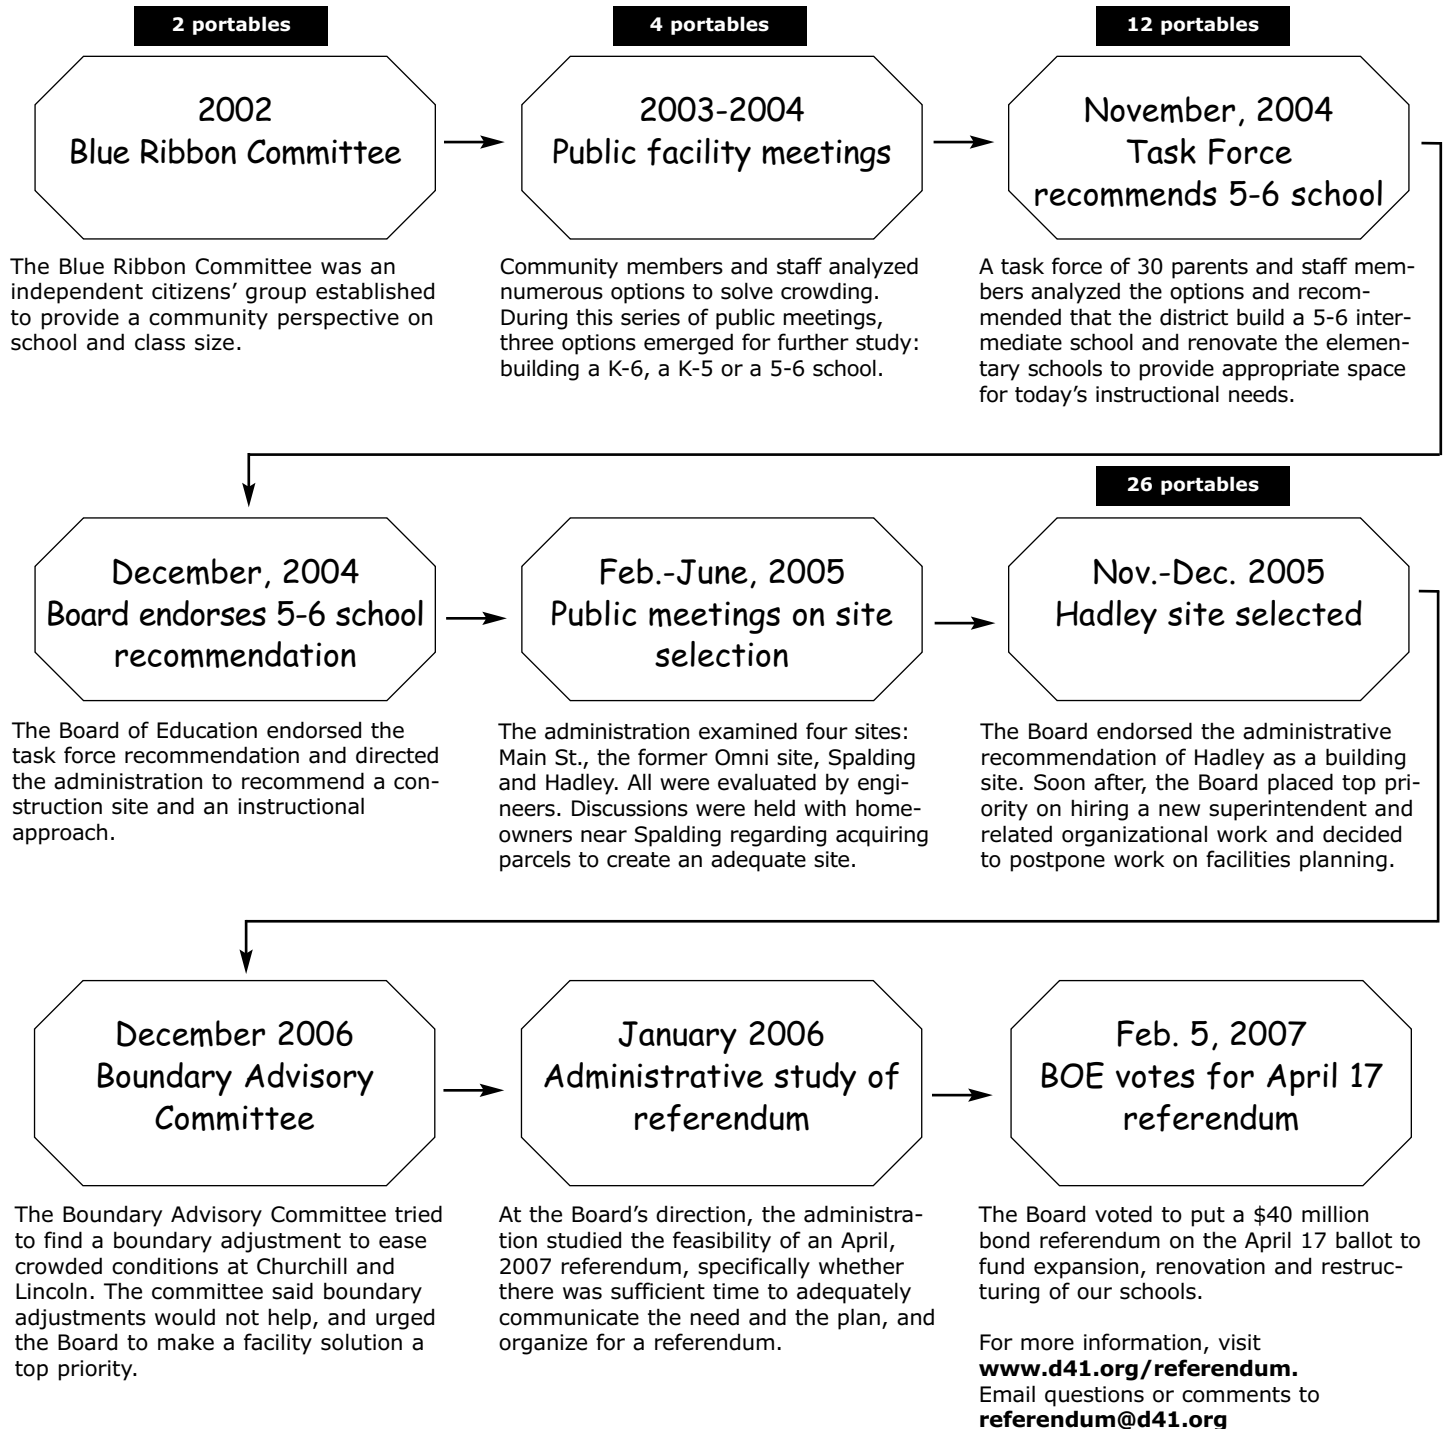 2 portables
2002
Blue Ribbon Committee
The Blue Ribbon Committee was an
independent citizens’ group established
to provide a community perspective on
school and class size.
4 portables
2003-2004
Public facility meetings
Community members and staff analyzed
numerous options to solve crowding.
During this series of public meetings,
three options emerged for further study:
building a K-6, a K-5 or a 5-6 school.
12 portables
November, 2004
Task Force
recommends 5-6 school
A task force of 30 parents and staff mem-
bers analyzed the options and recom-
mended that the district build a 5-6 inter-
mediate school and renovate the elemen-
tary schools to provide appropriate space
for today’s instructional needs.
December, 2004
Board endorses 5-6 school
recommendation
The Board of Education endorsed the
task force recommendation and directed
the administration to recommend a con-
struction site and an instructional
approach.
Feb.-June, 2005
Public meetings on site
selection
The administration examined four sites:
Main St., the former Omni site, Spalding
and Hadley. All were evaluated by engi-
neers. Discussions were held with home-
owners near Spalding regarding acquiring
parcels to create an adequate site.
26 portables
Nov.-Dec. 2005
Hadley site selected
The Board endorsed the administrative
recommendation of Hadley as a building
site. Soon after, the Board placed top pri-
ority on hiring a new superintendent and
related organizational work and decided
to postpone work on facilities planning.
December 2006
Boundary Advisory
Committee
The Boundary Advisory Committee tried
to find a boundary adjustment to ease
crowded conditions at Churchill and
Lincoln. The committee said boundary
adjustments would not help, and urged
the Board to make a facility solution a
top priority.
January 2006
Administrative study of
referendum
At the Board’s direction, the administra-
tion studied the feasibility of an April,
2007 referendum, specifically whether
there was sufficient time to adequately
communicate the need and the plan, and
organize for a referendum.
Feb. 5, 2007
BOE votes for April 17
referendum
The Board voted to put a $40 million
bond referendum on the April 17 ballot to
fund expansion, renovation and restruc-
turing of our schools.
For more information, visit
www.d41.org/referendum.
Email questions or comments to
referendum@d41.org